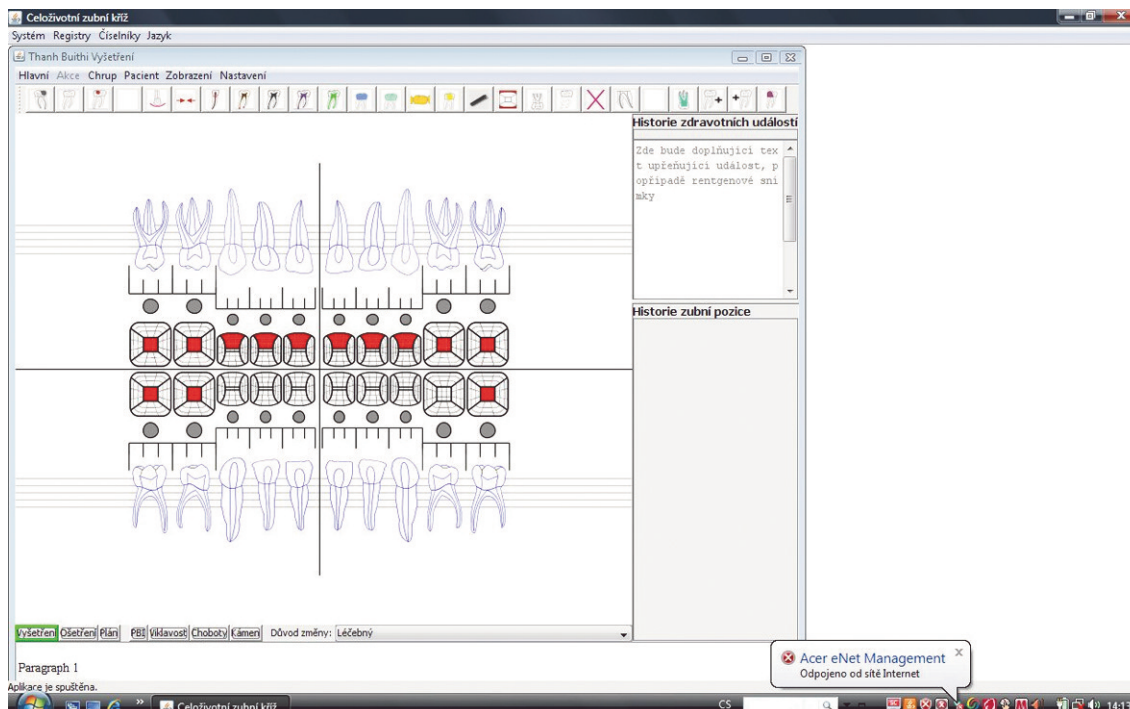 Celoživotní zubní kříž
Systém Registry Číselníky Jazyk
Thanh Buithi Vyšetření
Hlavní Akce Chrup Pacient Zobrazení Nastavení
Historie zdravotních událostí
Zde bude doplňující tex
t upřeňující událost, p
opřípadě rentgenové sni
mky
Historie zubní pozice
Vyšetřen Ošetření Plán PBI Viklavost Choboty Kámen Důvod změny: Léčebný
Paragraph 1
Acer eNet Management
Odpojeno od sítě Internet
Aplikace je spuštěna.
Celoživotní zubní kříž
CS
14:13